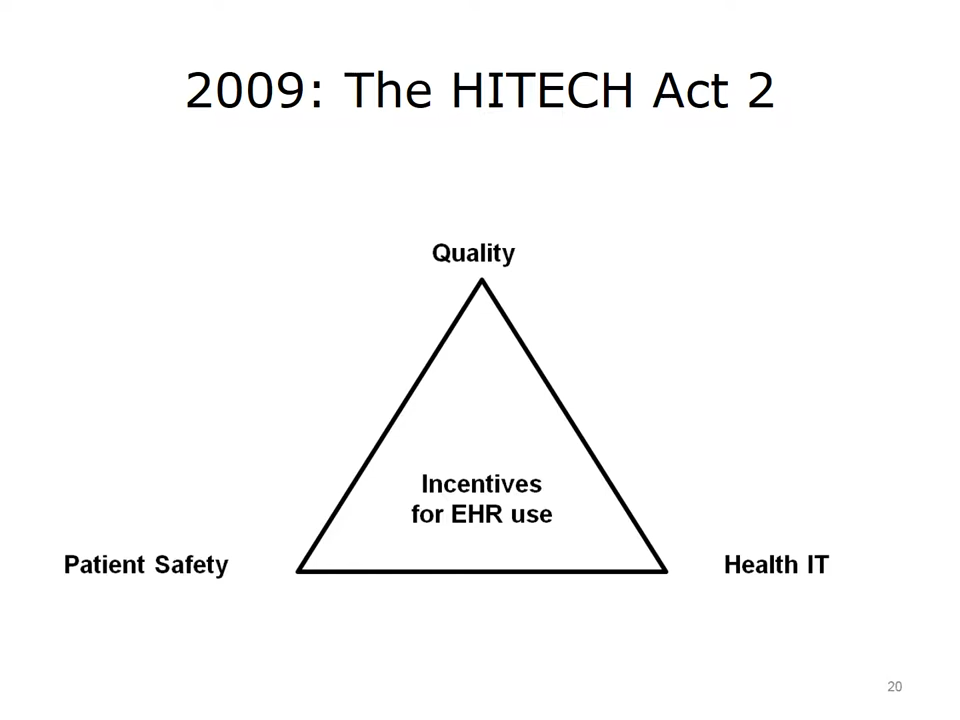 2009: The HITECH Act 2
Quality
Incentives
for EHR use
Patient Safety
Health IT
20